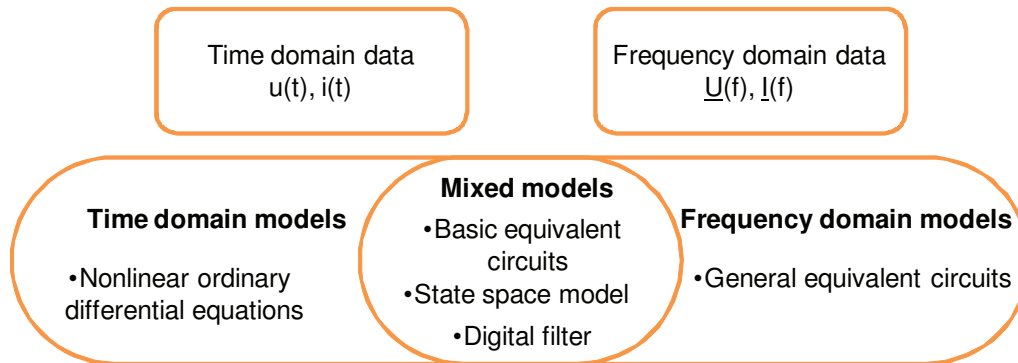 Time domain data
u(t), i(t)
Frequency domain data
U(f), I(f)
Time domain models
•Nonlinear ordinary
differential equations
Mixed models
•Basic equivalent
circuits
•State space model
•Digital filter
Frequency domain models
•General equivalent circuits